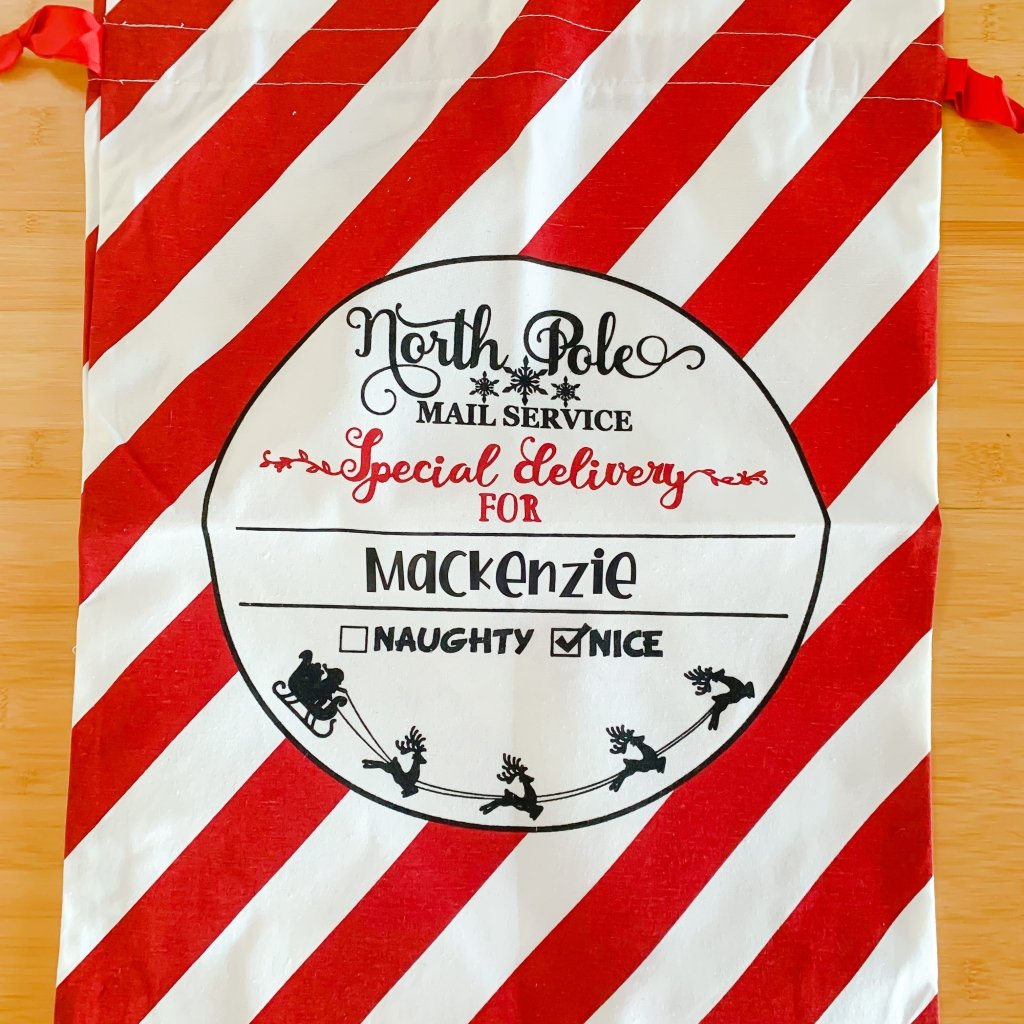 North Pole
MAIL SERVICE
Special delivery
FOR
Mackenzie
NAUGHTY NICE